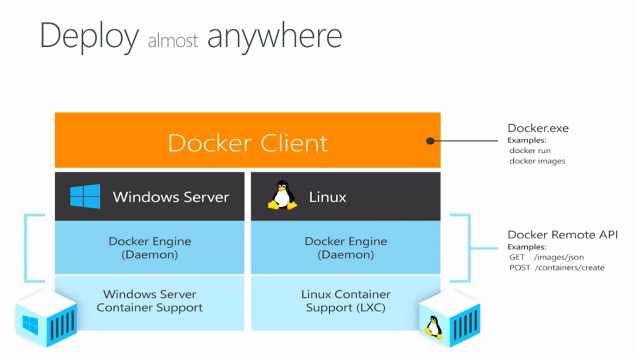 Deploy almost anywhere
Docker Client
Docker.exe
Examples:
docker run
docker images
Windows Server
Linux
Docker Engine
(Daemon)
Docker Engine
(Daemon)
Docker Remote API
Examples:
GET /images/json
POST /containers/create
Windows Server
Container Support
Linux Container
Support (LXC)